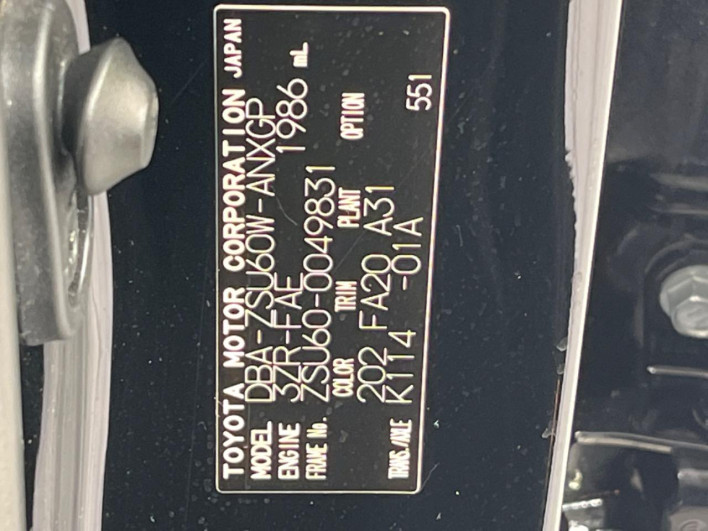 TOYOTA MOTOR CORPORATION JAPAN
MODEL DBA-ZSU60W-ANXGP
ENGINE 3ZR-FAE 1986 mL
FRAME No. ZSU60-0049831
COLOR TRIM PLANT OPTION
202 FA20 A31
TRANS./AXLE K114 -01A 551